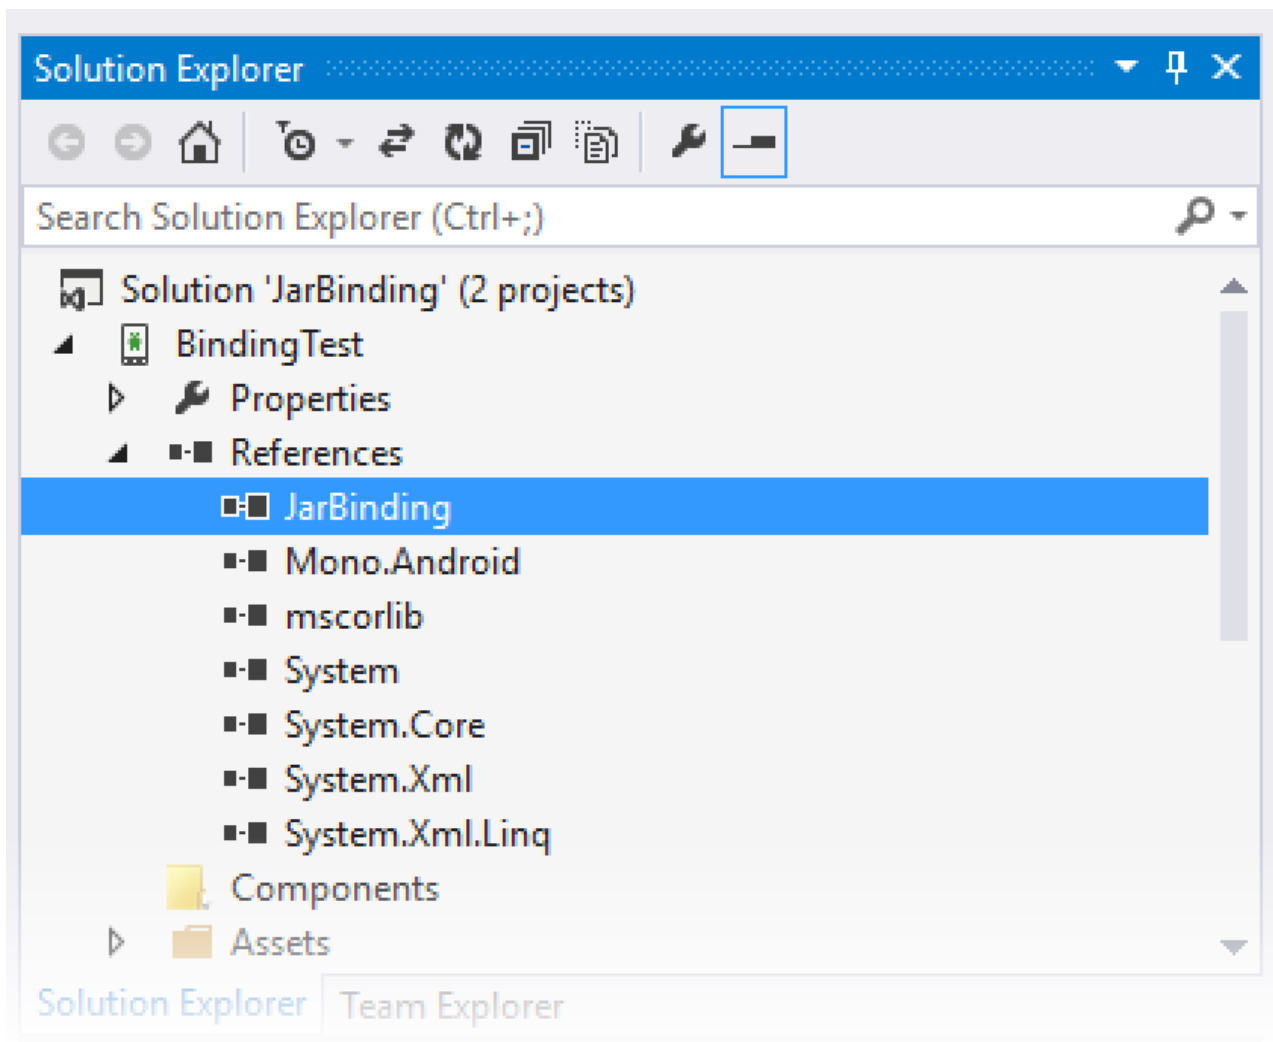 Solution Explorer
Search Solution Explorer (Ctrl+;)
Solution 'JarBinding' (2 projects)
BindingTest
Properties
References
JarBinding
Mono.Android
mscorlib
System
System.Core
System.Xml
System.Xml.Linq
Components
Assets
Solution Explorer Team Explorer